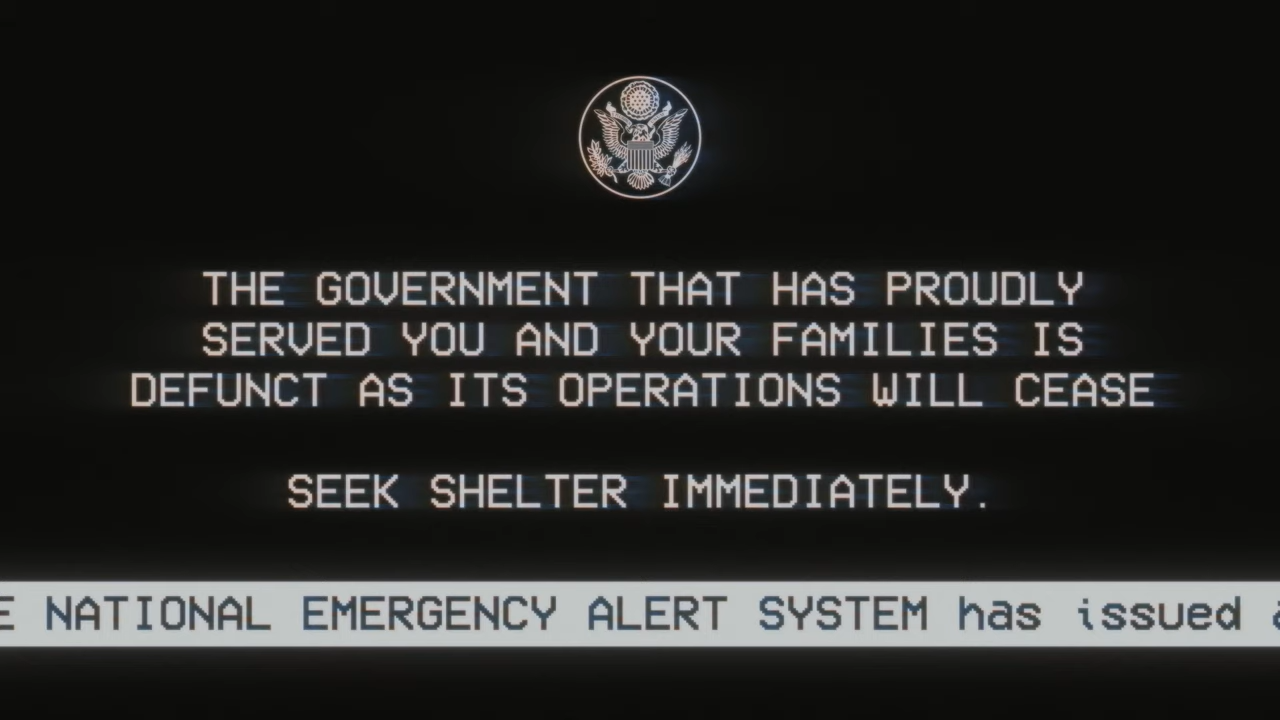 THE GOVERNMENT THAT HAS PROUDLY
SERVED YOU AND YOUR FAMILIES IS
DEFUNCT AS ITS OPERATIONS WILL CEASE
SEEK SHELTER IMMEDIATELY.
NATIONAL EMERGENCY ALERT SYSTEM has issued